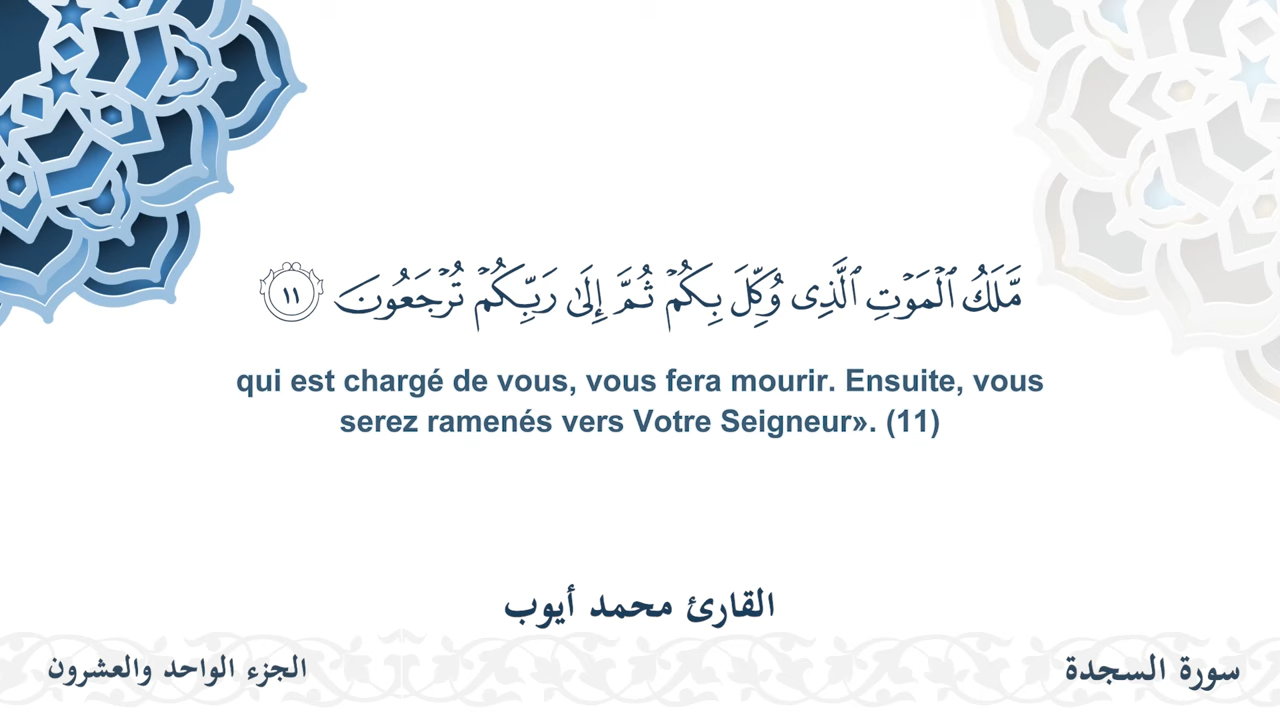 مَّلَكُ ٱلۡمَوۡتِ ٱلَّذِى وُكِّلَ بِكُمۡ ثُمَّ إِلَىٰ رَبِّكُمۡ تُرۡجَعُونَ ١١
qui est chargé de vous, vous fera mourir. Ensuite, vous
serez ramenés vers Votre Seigneur». (11)
القارئ محمد أيوب
سورة السجدة
الجزء الواحد والعشرون